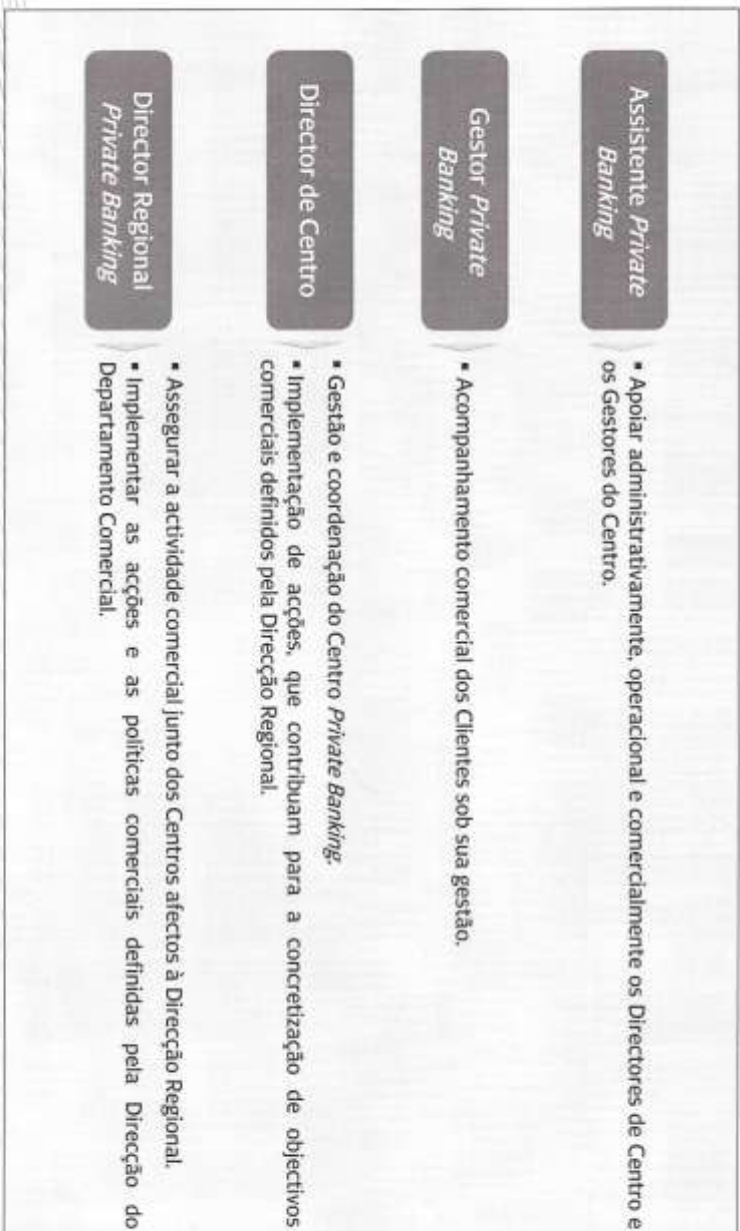 Assistente Private
Banking
▪ Apoiar administrativamente, operacional e comercialmente os Directores de Centro e
os Gestores do Centro.
Gestor Private
Banking
▪ Acompanhamento comercial dos Clientes sob sua gestão.
Director de Centro
▪ Gestão e coordenação do Centro Private Banking.
▪ Implementação de acções, que contribuam para a concretização de objectivos
comerciais definidos pela Direcção Regional.
Director Regional
Private Banking
▪ Assegurar a actividade comercial junto dos Centros afectos à Direcção Regional.
▪ Implementar as acções e as políticas comerciais definidas pela Direcção do
Departamento Comercial.